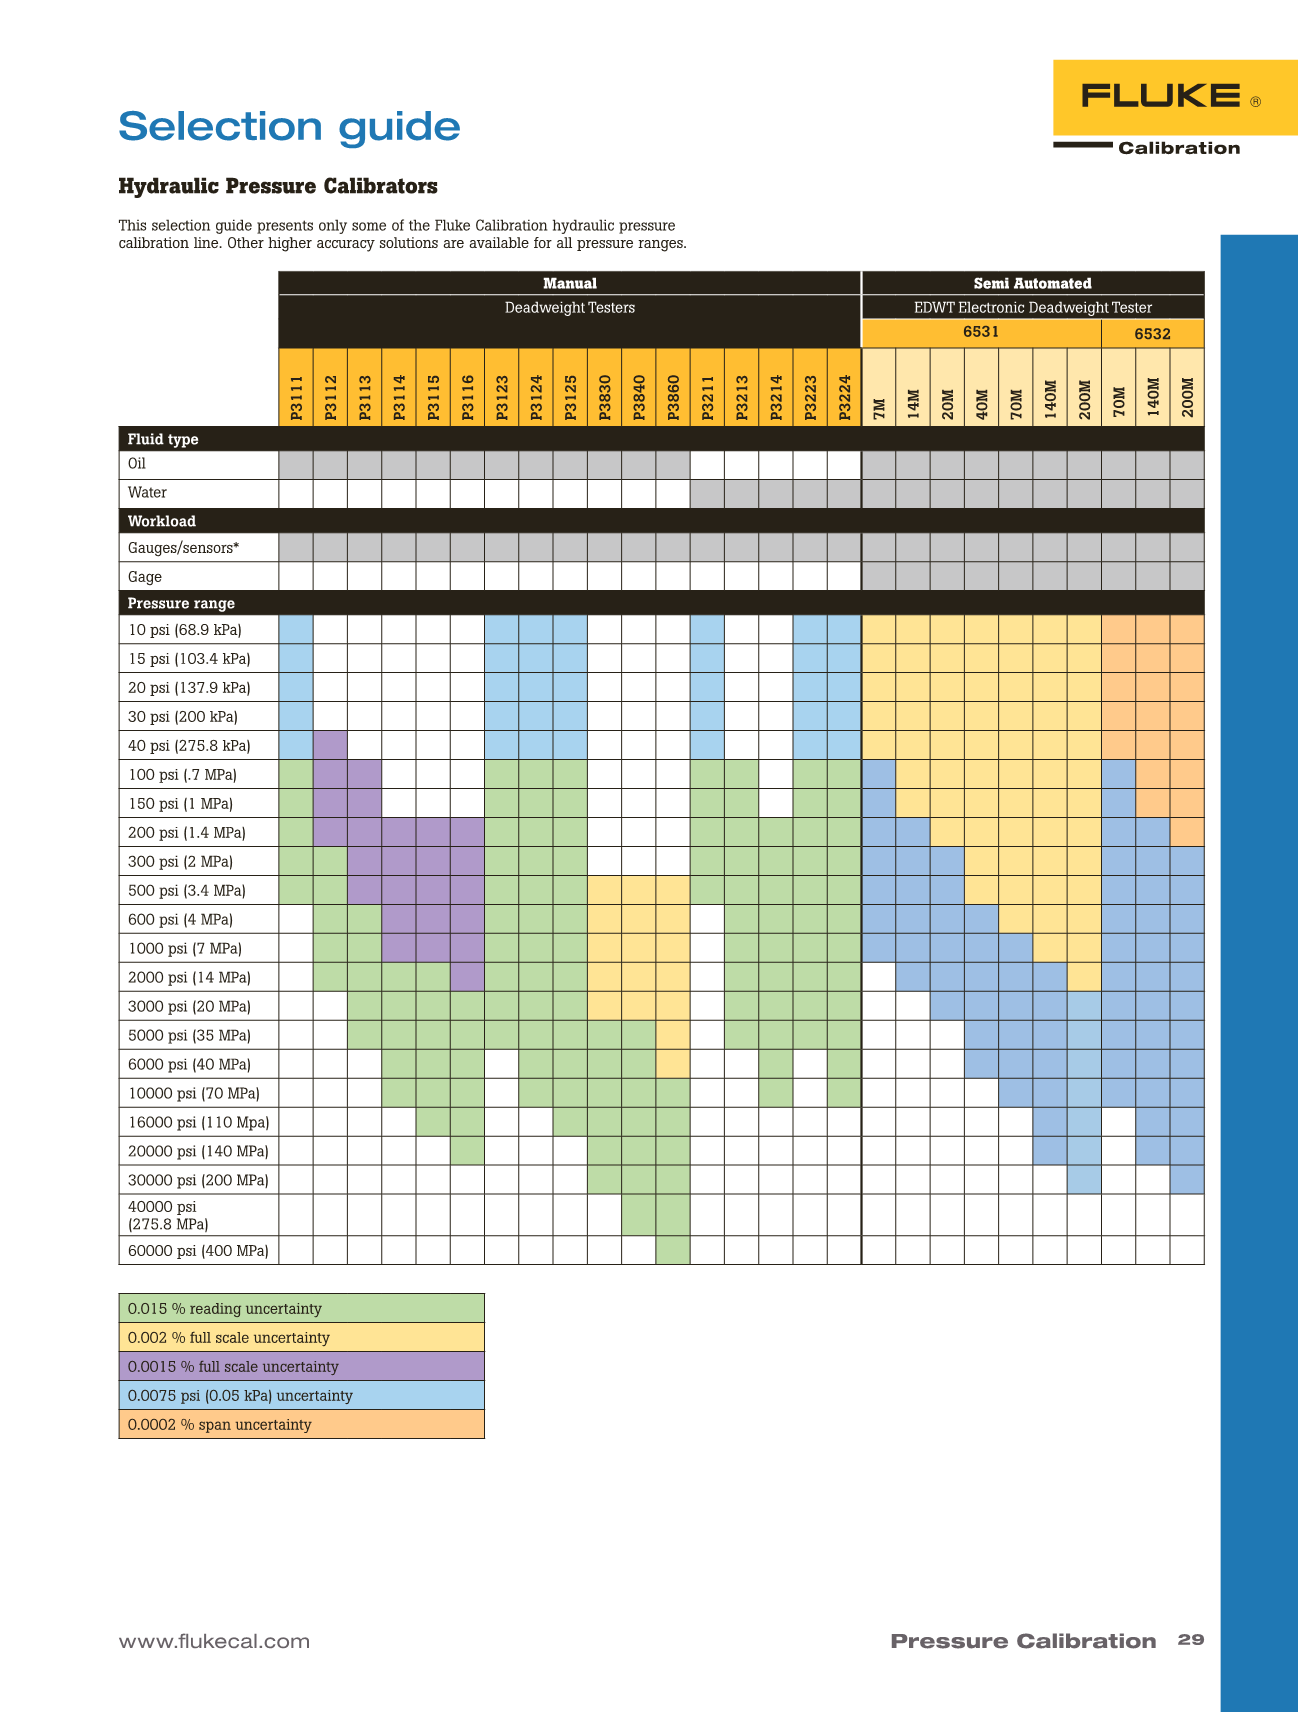 FLUKE ®
Calibration
Selection guide
Hydraulic Pressure Calibrators
This selection guide presents only some of the Fluke Calibration hydraulic pressure
calibration line. Other higher accuracy solutions are available for all pressure ranges.
Manual
Semi Automated
Deadweight Testers
EDWT Electronic Deadweight Tester
6531
6532
P3111
P3112
P3113
P3114
P3115
P3116
P3123
P3124
P3125
P3830
P3840
P3860
P3211
P3213
P3214
P3223
P3224
7M
14M
20M
40M
70M
140M
200M
70M
140M
200M
Fluid type
Oil
Water
Workload
Gauges/sensors*
Gage
Pressure range
10 psi (68.9 kPa)
15 psi (103.4 kPa)
20 psi (137.9 kPa)
30 psi (200 kPa)
40 psi (275.8 kPa)
100 psi (.7 MPa)
150 psi (1 MPa)
200 psi (1.4 MPa)
300 psi (2 MPa)
500 psi (3.4 MPa)
600 psi (4 MPa)
1000 psi (7 MPa)
2000 psi (14 MPa)
3000 psi (20 MPa)
5000 psi (35 MPa)
6000 psi (40 MPa)
10000 psi (70 MPa)
16000 psi (110 Mpa)
20000 psi (140 MPa)
30000 psi (200 MPa)
40000 psi
(275.8 MPa)
60000 psi (400 MPa)
0.015 % reading uncertainty
0.002 % full scale uncertainty
0.0015 % full scale uncertainty
0.0075 psi (0.05 kPa) uncertainty
0.0002 % span uncertainty
www.flukecal.com
Pressure Calibration 29